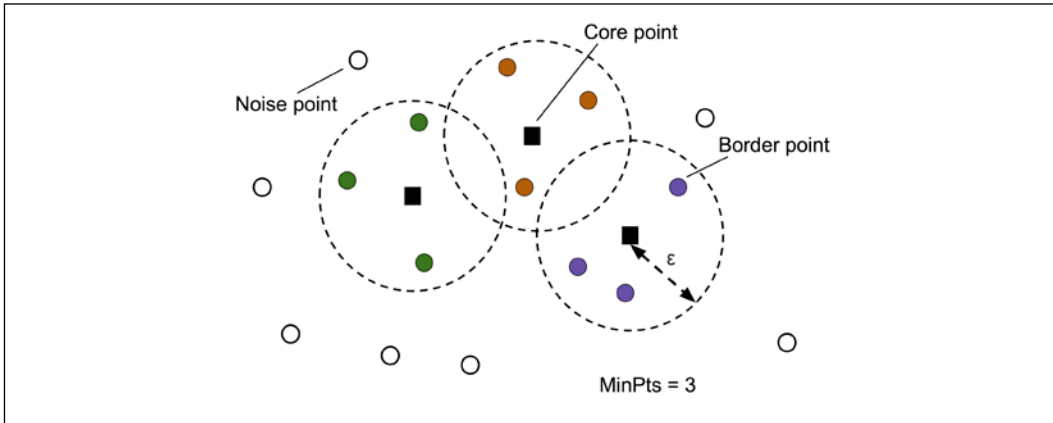 Core point
Noise point
Border point
ε
MinPts = 3